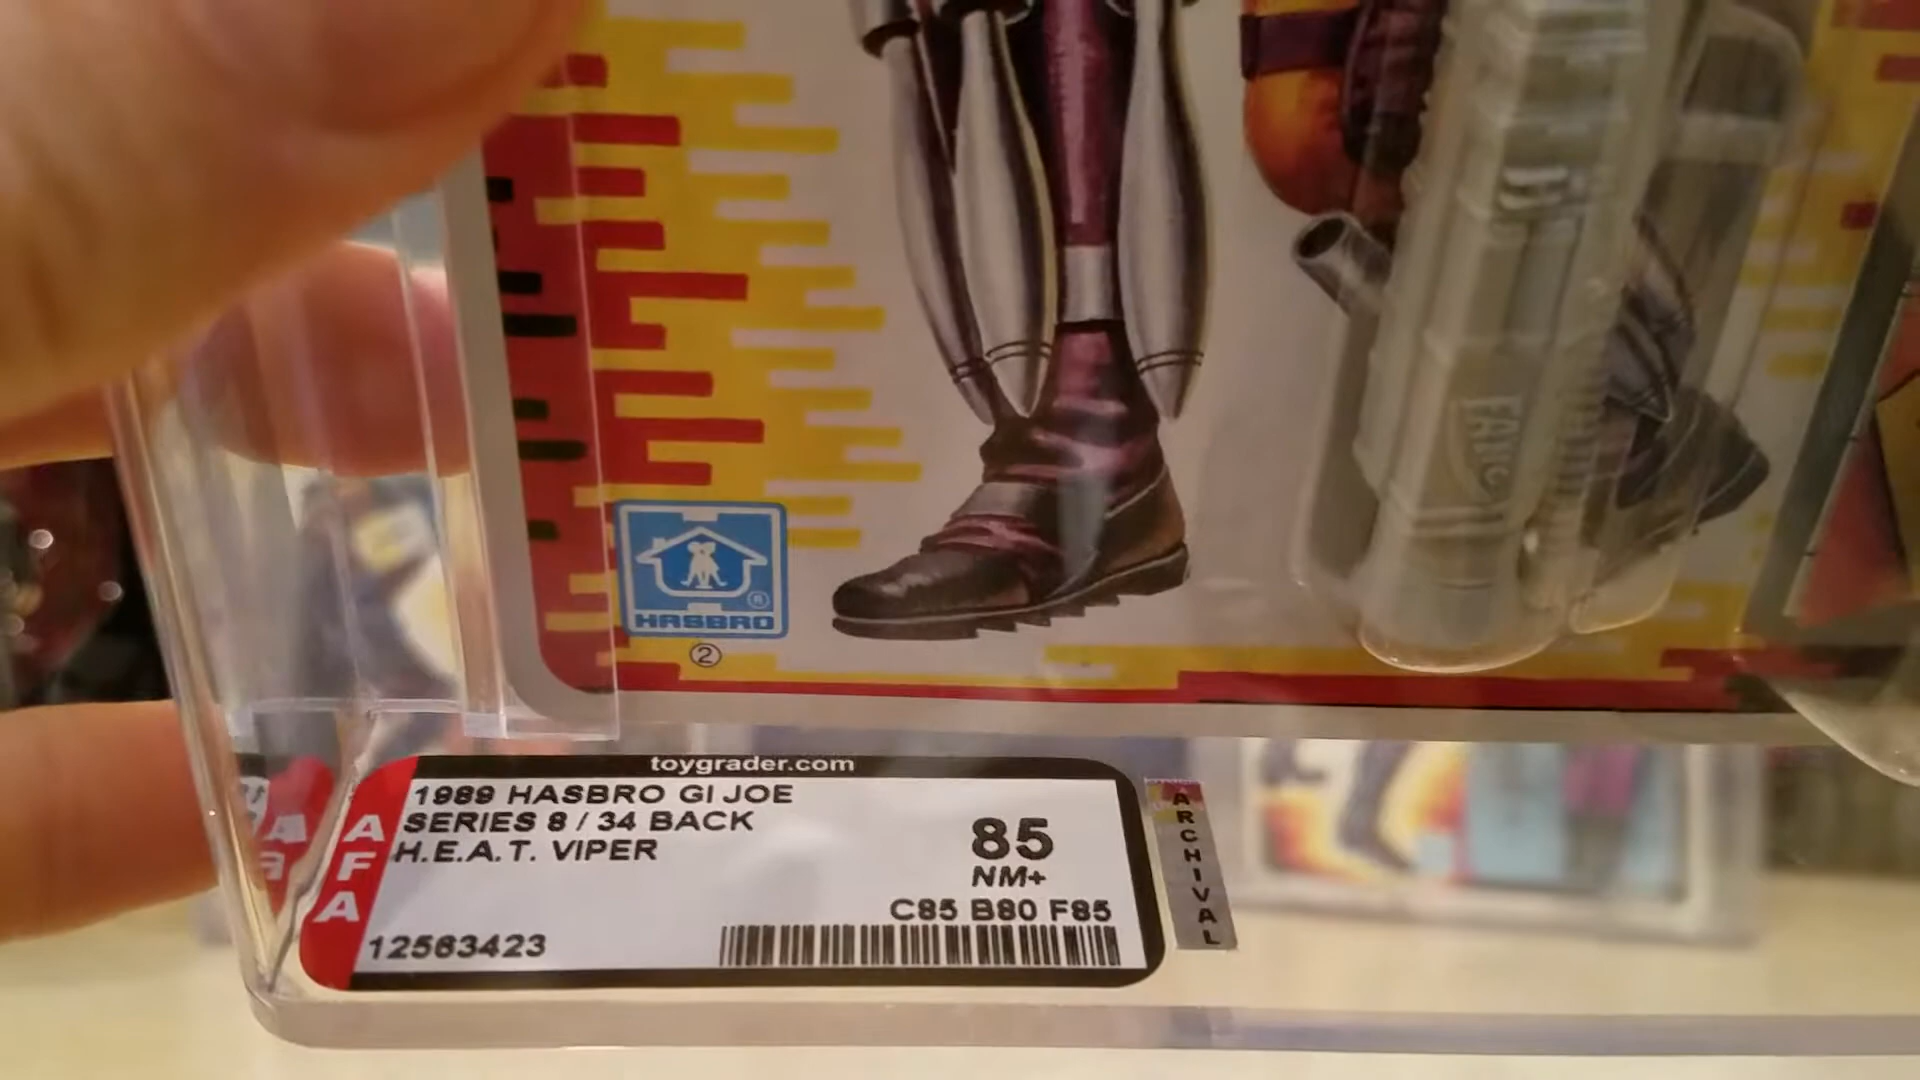 FANG
HASBRO
®
2
toygrader.com
AFA
1989 HASBRO GI JOE
SERIES 8 / 34 BACK
H.E.A.T. VIPER
85
NM+
C85 B80 F85
12563423
ARCHIVAL